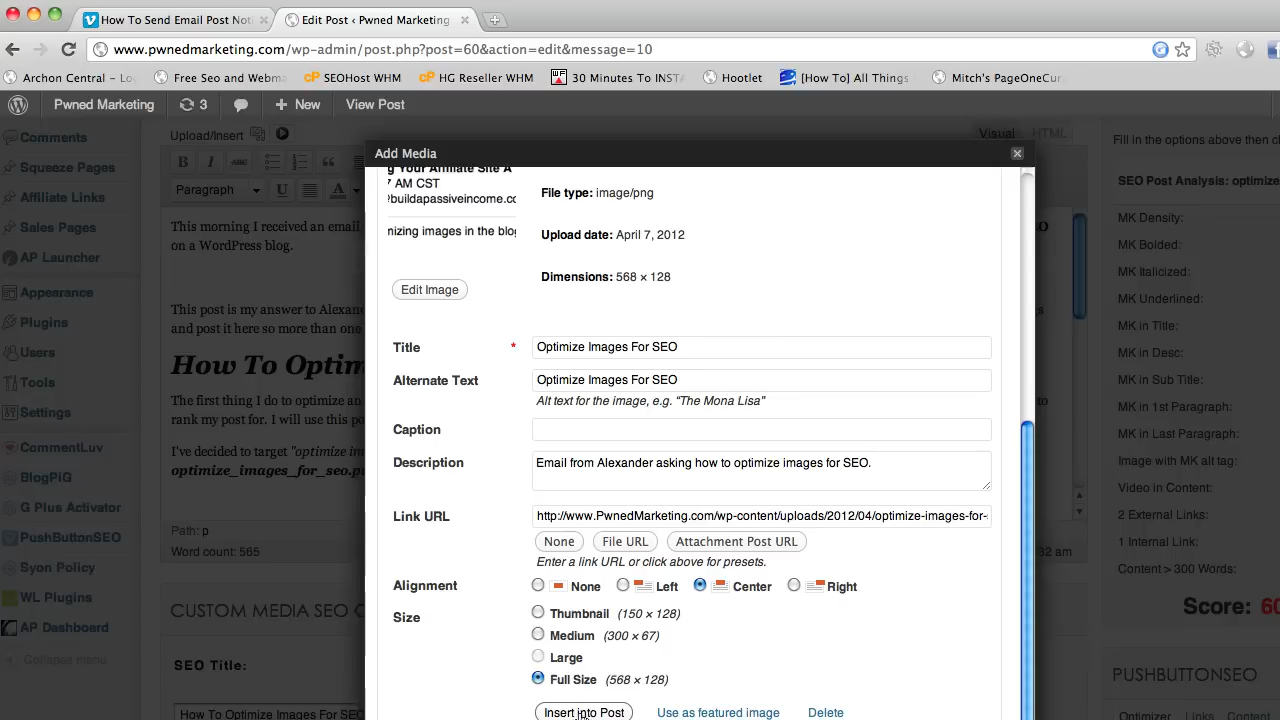 How To Send Email Post Noti
Edit Post ‹ Pwned Marketing
www.pwnedmarketing.com/wp-admin/post.php?post=60&action=edit&message=10
Archon Central – Lo
Free Seo and Webma
SEOHost WHM
HG Reseller WHM
30 Minutes To INSTA
Hootlet
[How To] All Things
Mitch's PageOneCur
Pwned Marketing
3
New
View Post
Comments
Squeeze Pages
Affiliate Links
Sales Pages
AP Launcher
Appearance
Plugins
Users
Tools
Settings
CommentLuv
BlogPiG
G Plus Activator
PushButtonSEO
Syon Policy
WL Plugins
AP Dashboard
Collapse menu
Upload/Insert
Visual
HTML
B I ABC
Paragraph
U
A
This morning I received an email
on a WordPress blog.
This post is my answer to Alexan
and post it here so more than one
How To Optim
The first thing I do to optimize an
rank my post for. I will use this po
I've decided to target "optimize im
optimize_images_for_seo.p
Path: p
Word count: 565
CUSTOM MEDIA SEO
SEO Title:
How To Optimize Images For SEO
Add Media
g Your Affiliate Site A
7 AM CST
buildapassiveincome.co
nizing images in the blog
Edit Image
File type: image/png
Upload date: April 7, 2012
Dimensions: 568 × 128
Title
*
Optimize Images For SEO
Alternate Text
Optimize Images For SEO
Alt text for the image, e.g. “The Mona Lisa”
Caption
Description
Email from Alexander asking how to optimize images for SEO.
Link URL
http://www.PwnedMarketing.com/wp-content/uploads/2012/04/optimize-images-for-
None
File URL
Attachment Post URL
Enter a link URL or click above for presets.
Alignment
None
Left
Center
Right
Size
Thumbnail (150 × 128)
Medium (300 × 67)
Large
Full Size (568 × 128)
Insert into Post
Use as featured image
Delete
Fill in the options above then cl
SEO Post Analysis: optimize
MK Density:
MK Bolded:
MK Italicized:
MK Underlined:
MK in Title:
MK in Desc:
MK in Sub Title:
MK in 1st Paragraph:
MK in Last Paragraph:
Image with MK alt tag:
Video in Content:
2 External Links:
1 Internal Link:
Content > 300 Words:
Score: 60
PUSHBUTTONSEO